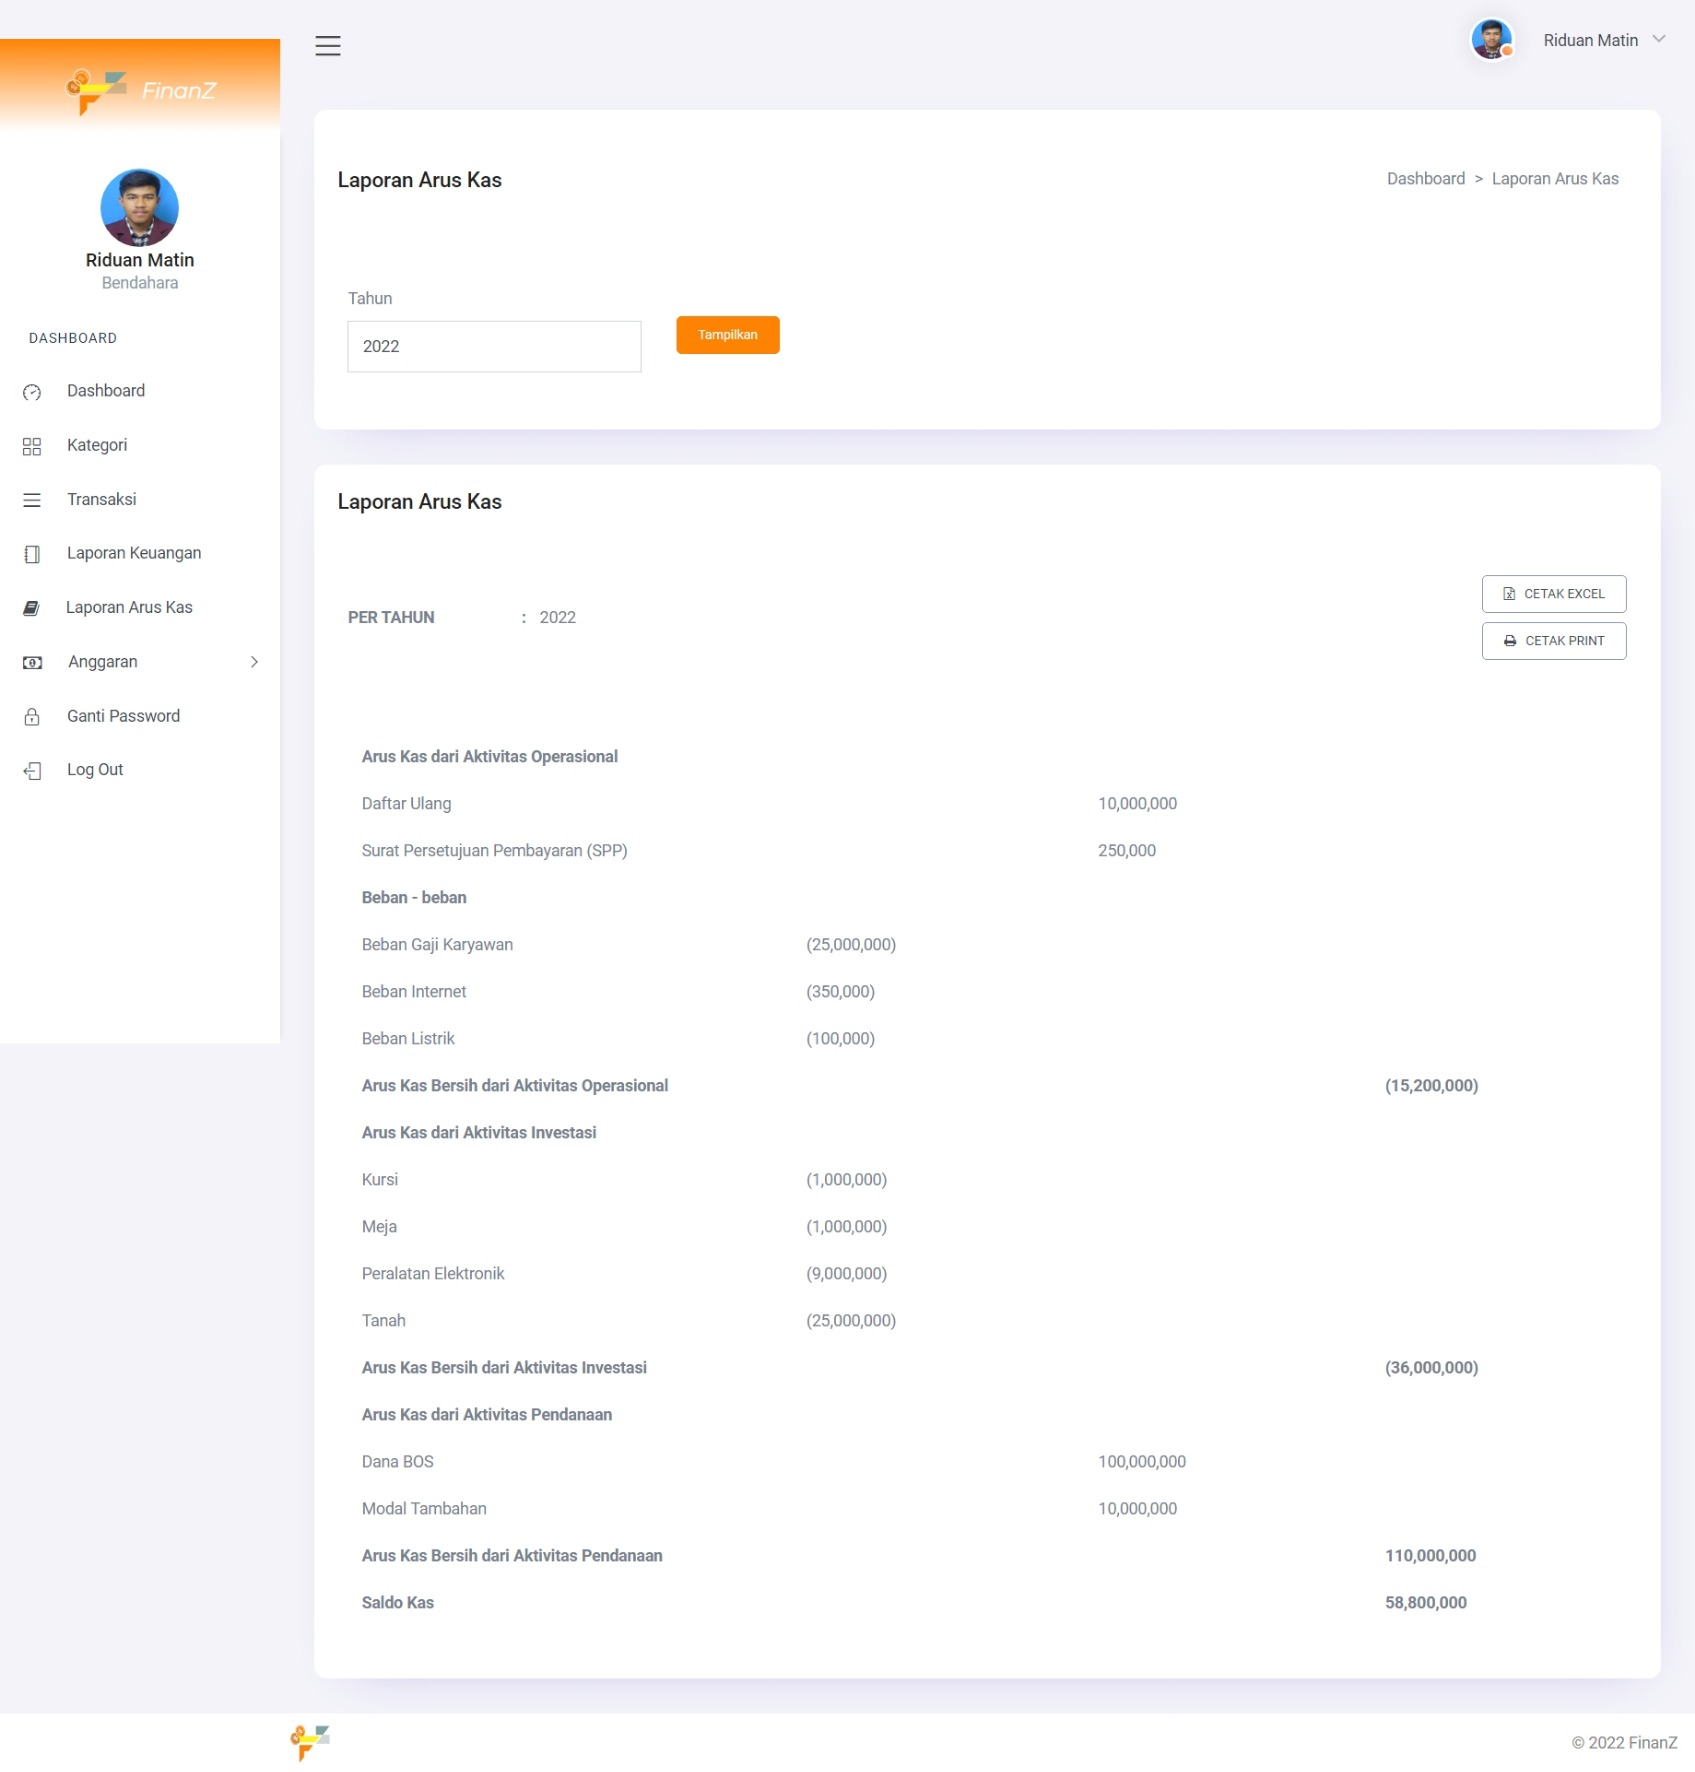 Riduan Matin
FinanZ
Riduan Matin
Bendahara
DASHBOARD
Dashboard
Kategori
Transaksi
Laporan Keuangan
Laporan Arus Kas
Anggaran
Ganti Password
Log Out
Laporan Arus Kas
Dashboard > Laporan Arus Kas
Tahun
2022
Tampilkan
Laporan Arus Kas
PER TAHUN : 2022
CETAK EXCEL
CETAK PRINT
Arus Kas dari Aktivitas Operasional
Daftar Ulang 10,000,000
Surat Persetujuan Pembayaran (SPP) 250,000
Beban - beban
Beban Gaji Karyawan (25,000,000)
Beban Internet (350,000)
Beban Listrik (100,000)
Arus Kas Bersih dari Aktivitas Operasional (15,200,000)
Arus Kas dari Aktivitas Investasi
Kursi (1,000,000)
Meja (1,000,000)
Peralatan Elektronik (9,000,000)
Tanah (25,000,000)
Arus Kas Bersih dari Aktivitas Investasi (36,000,000)
Arus Kas dari Aktivitas Pendanaan
Dana BOS 100,000,000
Modal Tambahan 10,000,000
Arus Kas Bersih dari Aktivitas Pendanaan 110,000,000
Saldo Kas 58,800,000
© 2022 FinanZ